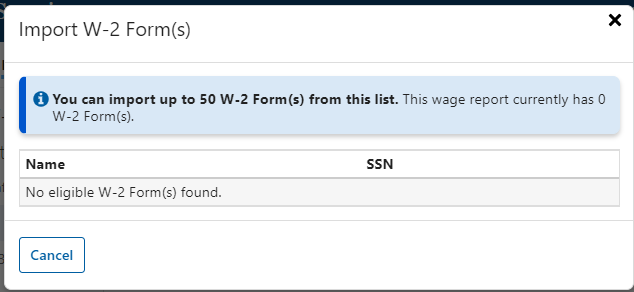 Import W-2 Form(s)
You can import up to 50 W-2 Form(s) from this list. This wage report currently has 0
W-2 Form(s).
Name SSN
No eligible W-2 Form(s) found.
Cancel